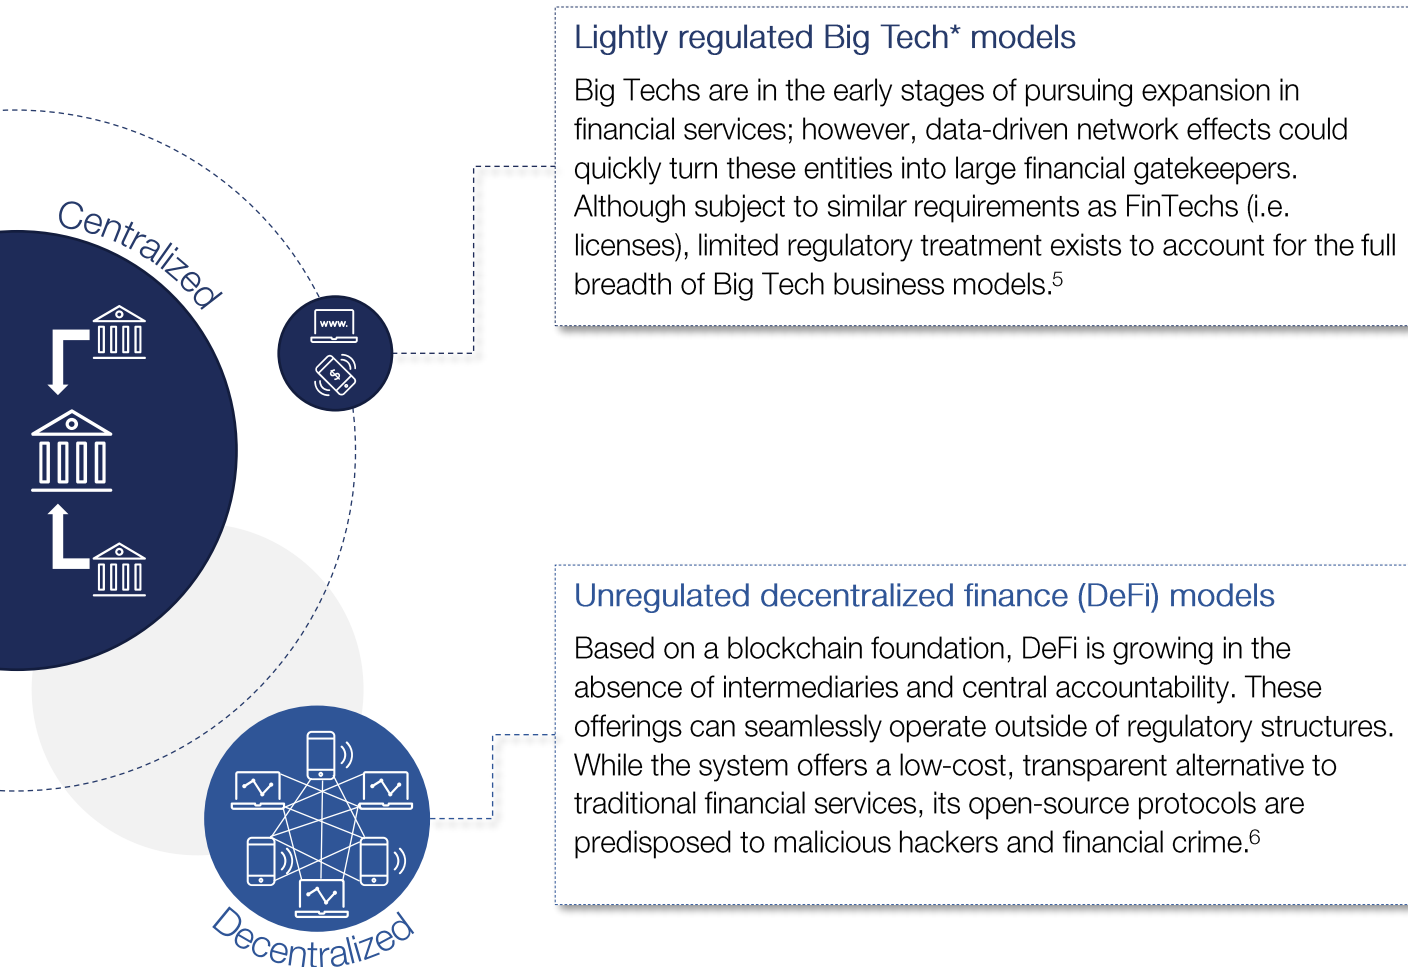 Lightly regulated Big Tech* models
Big Techs are in the early stages of pursuing expansion in
financial services; however, data-driven network effects could
quickly turn these entities into large financial gatekeepers.
Although subject to similar requirements as FinTechs (i.e.
licenses), limited regulatory treatment exists to account for the full
breadth of Big Tech business models.⁵
Centralized
www.
$
Unregulated decentralized finance (DeFi) models
Based on a blockchain foundation, DeFi is growing in the
absence of intermediaries and central accountability. These
offerings can seamlessly operate outside of regulatory structures.
While the system offers a low-cost, transparent alternative to
traditional financial services, its open-source protocols are
predisposed to malicious hackers and financial crime.⁶
Decentralized